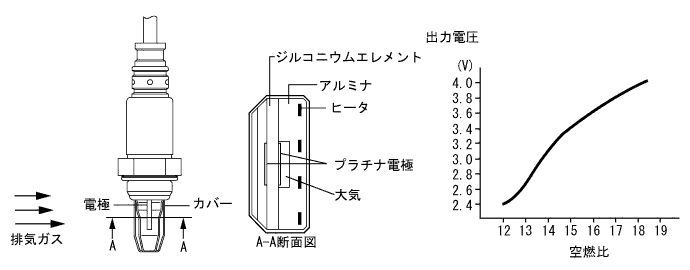 電極
カバー
排気ガス
A
A
ジルコニウムエレメント
アルミナ
ヒータ
プラチナ電極
大気
A-A断面図
出力電圧
(V)
4.0
3.8
3.6
3.4
3.2
3.0
2.8
2.6
2.4
12 13 14 15 16 17 18 19
空燃比